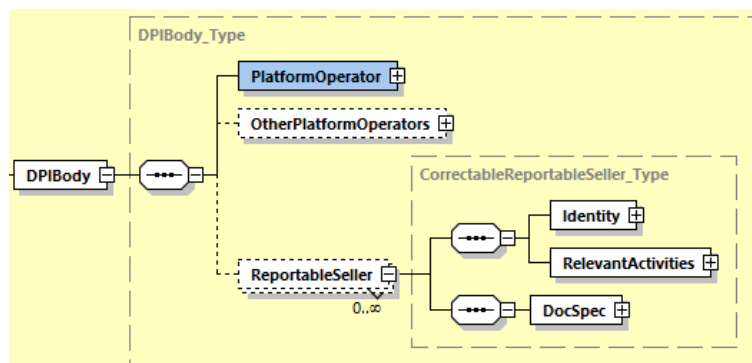 DPIBody_Type
PlatformOperator
OtherPlatformOperators
DPIBody
CorrectableReportableSeller_Type
Identity
RelevantActivities
ReportableSeller
0..∞
DocSpec